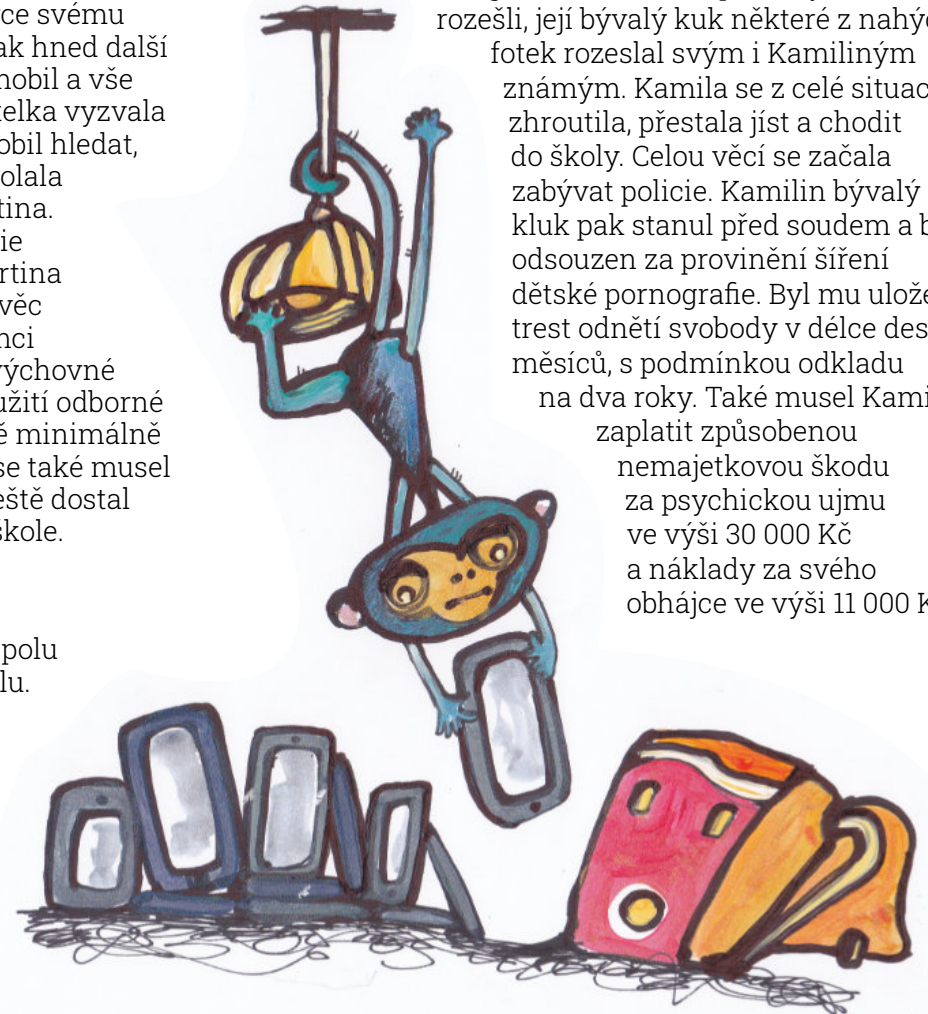 rce svému
ak hned další
nobil a vše
elka vyzvala
obil hledat,
olala
tina.
ie
rtina
věc
nci
výchovné
užití odborné
ě minimálně
se také musel
eště dostal
škole.
polu
lu.
rozešli, její bývalý kuk některé z nahýc
fotek rozeslal svým i Kamiliným
známým. Kamila se z celé situac
zhroutila, přestala jíst a chodit
do školy. Celou věcí se začala
zabývat policie. Kamilin bývalý
kluk pak stanul před soudem a b
odsouzen za provinění šíření
dětské pornografie. Byl mu ulože
trest odnětí svobody v délce des
měsíců, s podmínkou odkladu
na dva roky. Také musel Kami
zaplatit způsobenou
nemajetkovou škodu
za psychickou ujmu
ve výši 30 000 Kč
a náklady za svého
obhájce ve výši 11 000 K